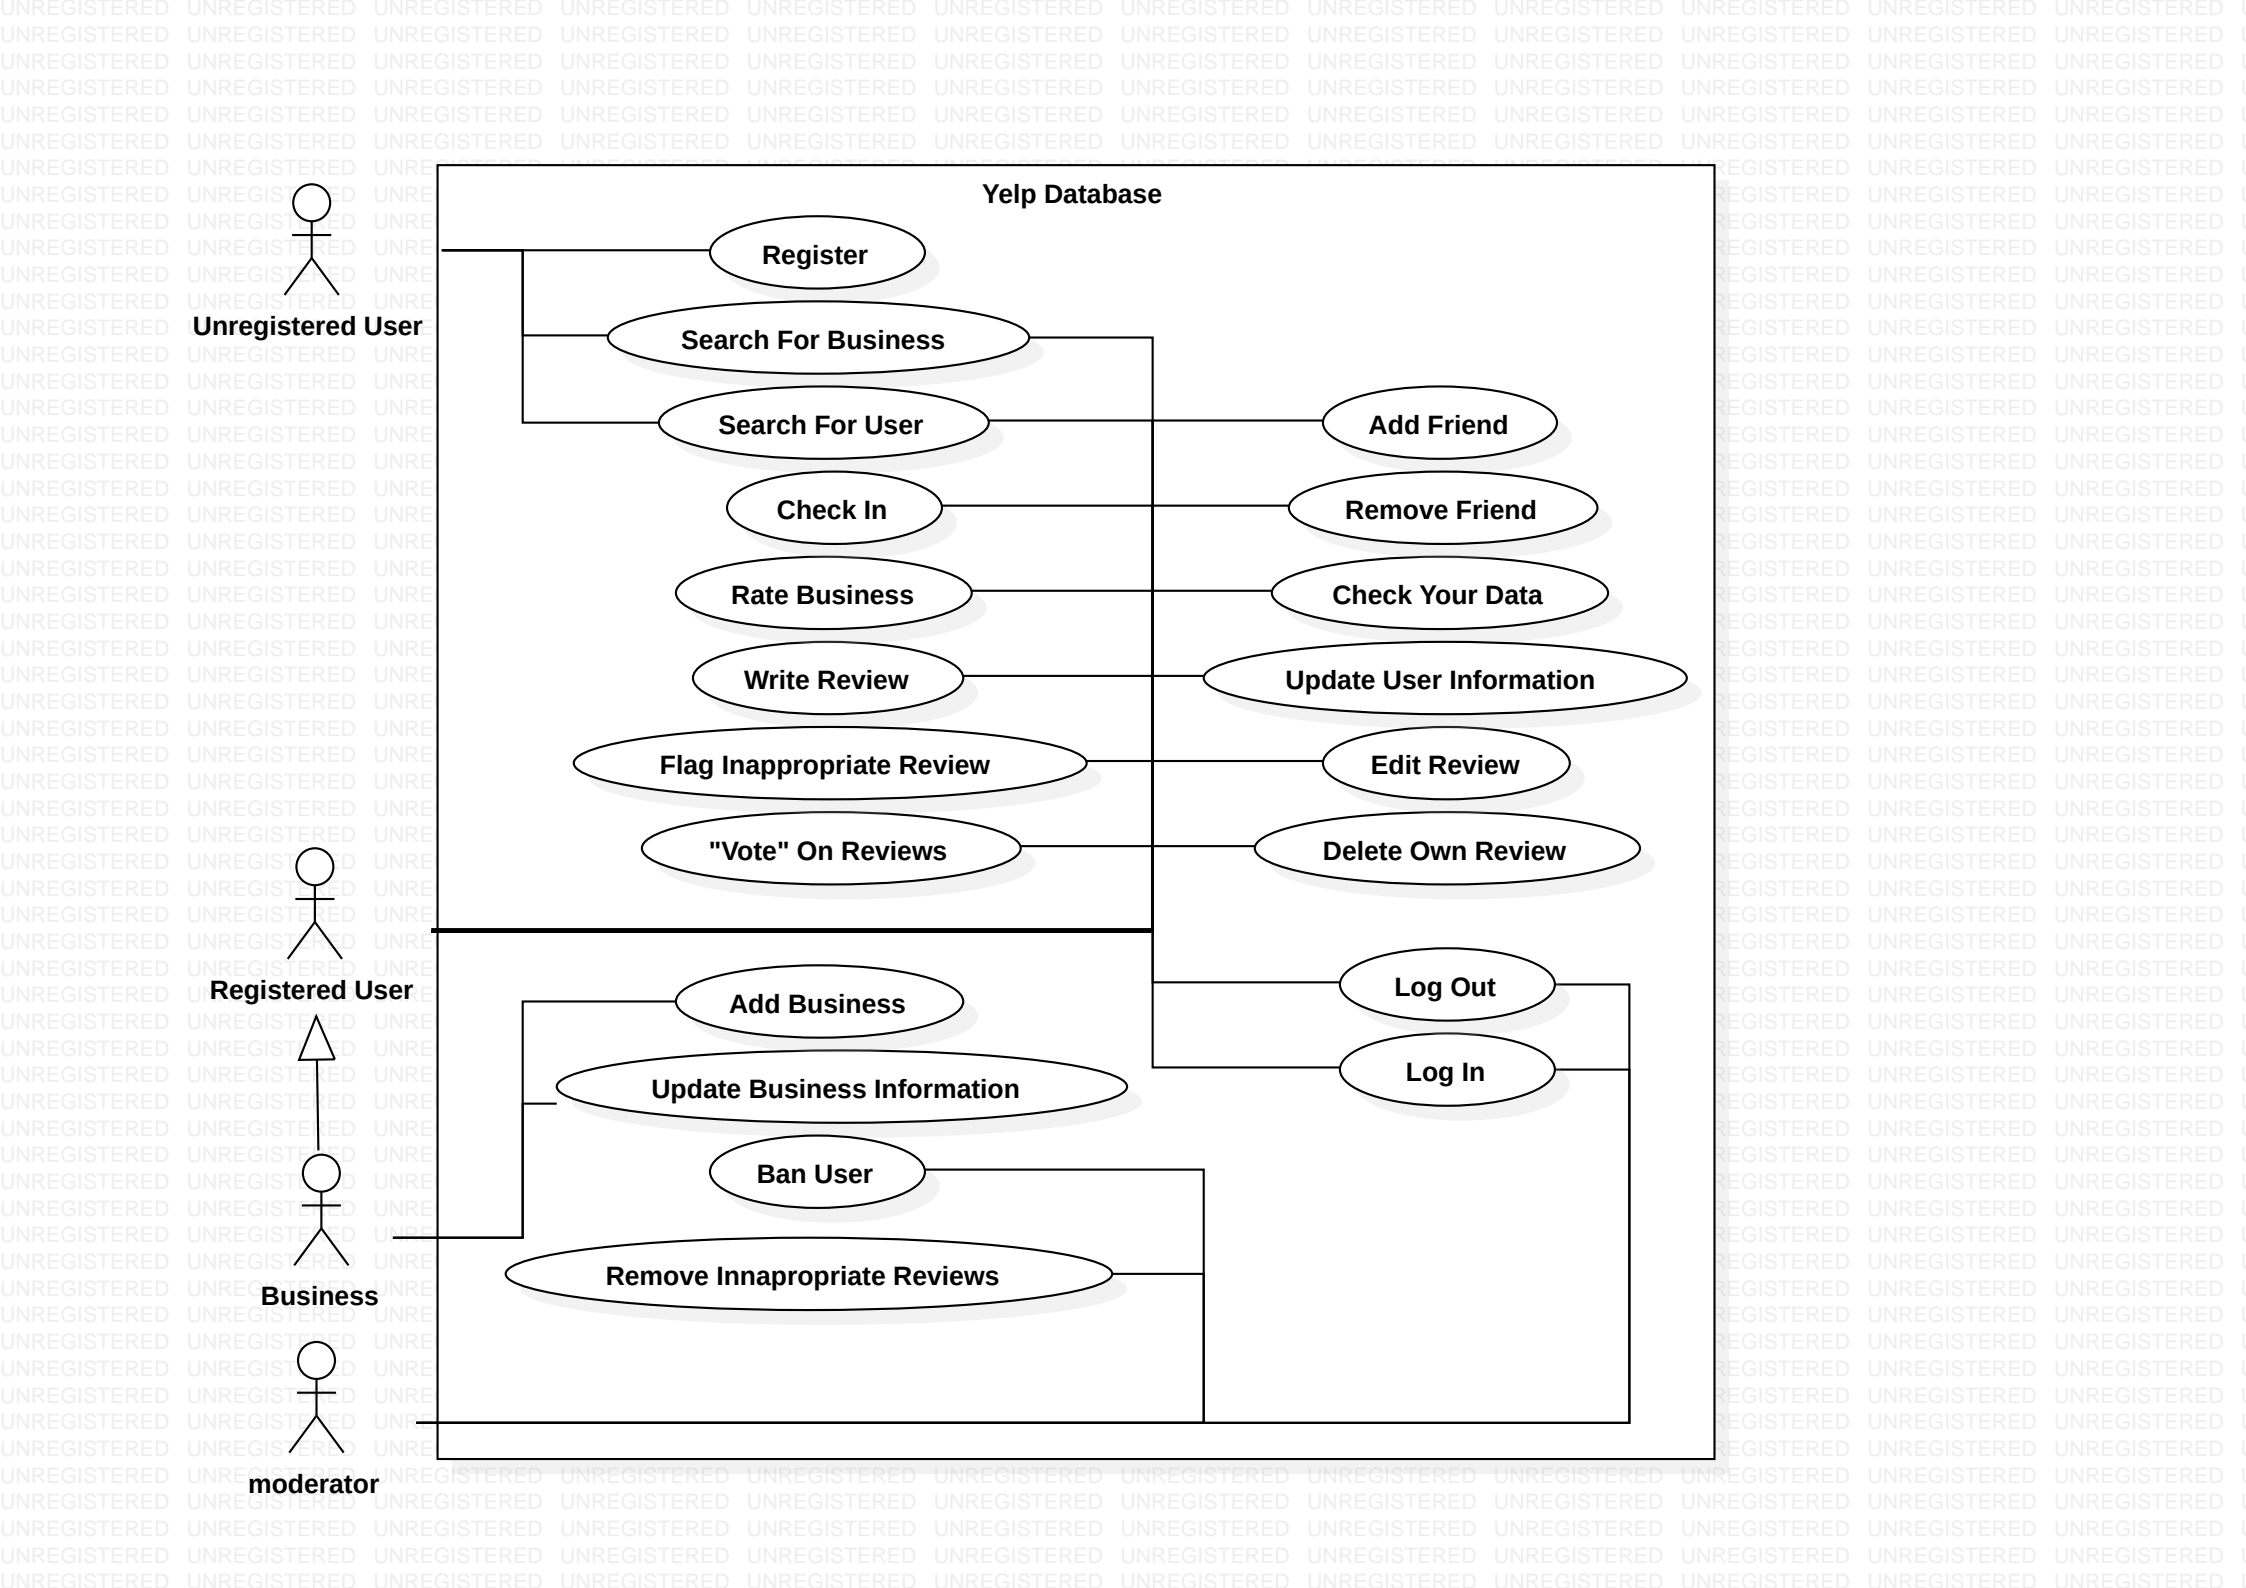 Yelp Database
Unregistered User
Register
Search For Business
Search For User
Add Friend
Check In
Remove Friend
Rate Business
Check Your Data
Write Review
Update User Information
Flag Inappropriate Review
Edit Review
"Vote" On Reviews
Delete Own Review
Registered User
Log Out
Add Business
Log In
Update Business Information
Ban User
Business
Remove Innapropriate Reviews
moderator
UNREGISTERED